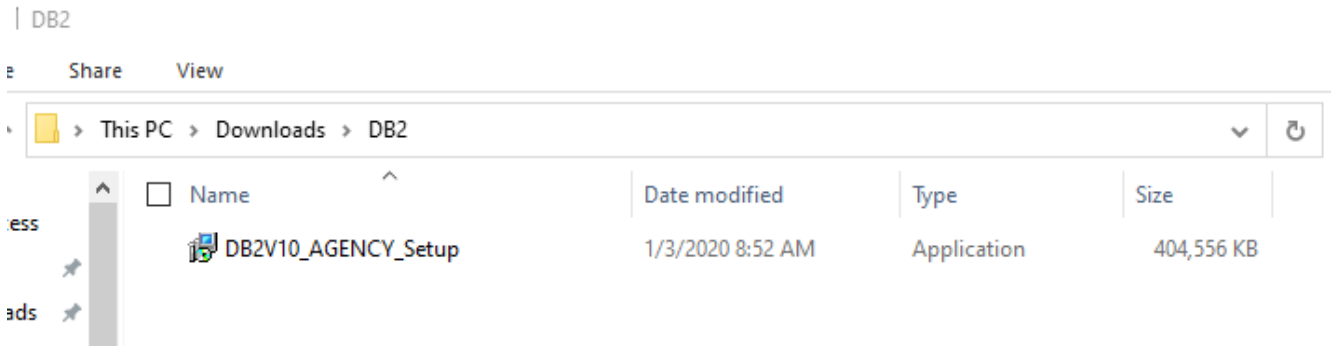 DB2
e Share View
This PC > Downloads > DB2
Name Date modified Type Size
ess
DB2V10_AGENCY_Setup 1/3/2020 8:52 AM Application 404,556 KB
ads